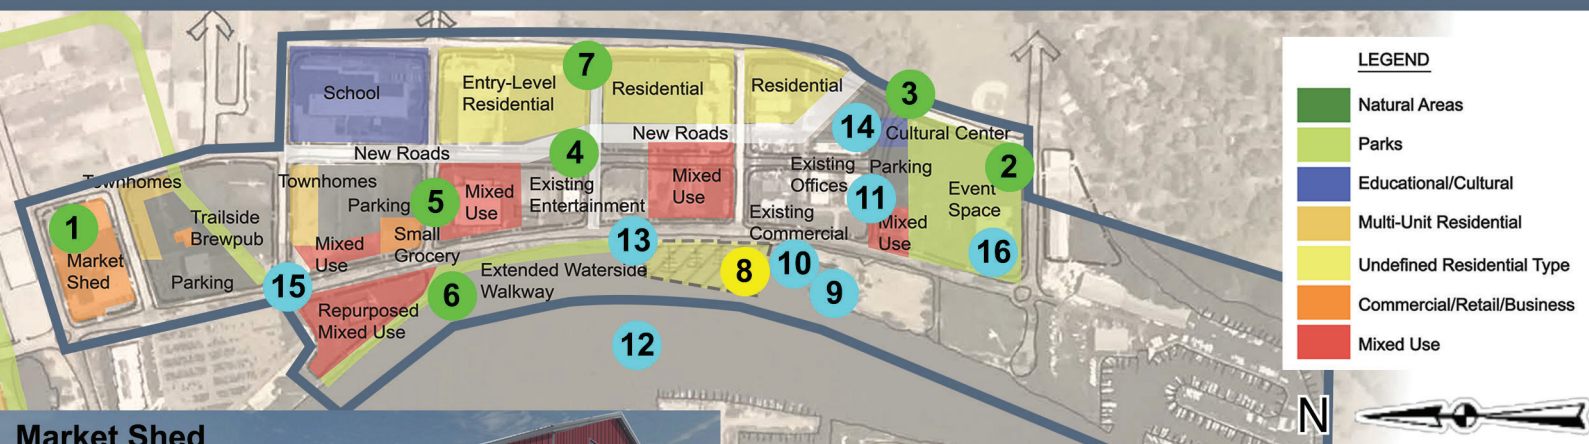 LEGEND
Natural Areas
Parks
Educational/Cultural
Multi-Unit Residential
Undefined Residential Type
Commercial/Retail/Business
Mixed Use
N
7
School
Entry-Level
Residential
Residential
Residential
3
14
Cultural Center
New Roads
New Roads
4
2
Existing
Offices
Parking
Event
Space
Townhomes
Townhomes
Parking
5
Mixed
Use
Existing
Entertainment
Mixed
Use
11
Existing
Commercial
Mixed
Use
16
1
Market
Shed
Trailside
Brewpub
Parking
Mixed
Use
Small
Grocery
13
8
10
9
15
Extended Waterside
Walkway
6
Repurposed
Mixed Use
12
Market Shed